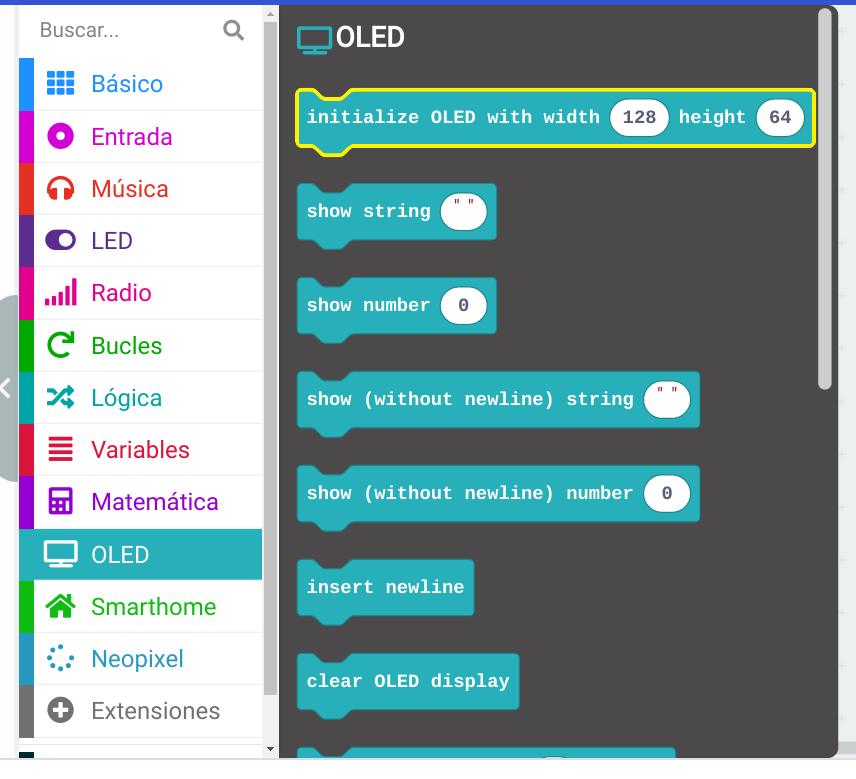 Buscar...
Básico
Entrada
Música
LED
Radio
Bucles
Lógica
Variables
Matemática
OLED
Smarthome
Neopixel
Extensiones
OLED
initialize OLED with width 128 height 64
show string " "
show number 0
show (without newline) string " "
show (without newline) number 0
insert newline
clear OLED display